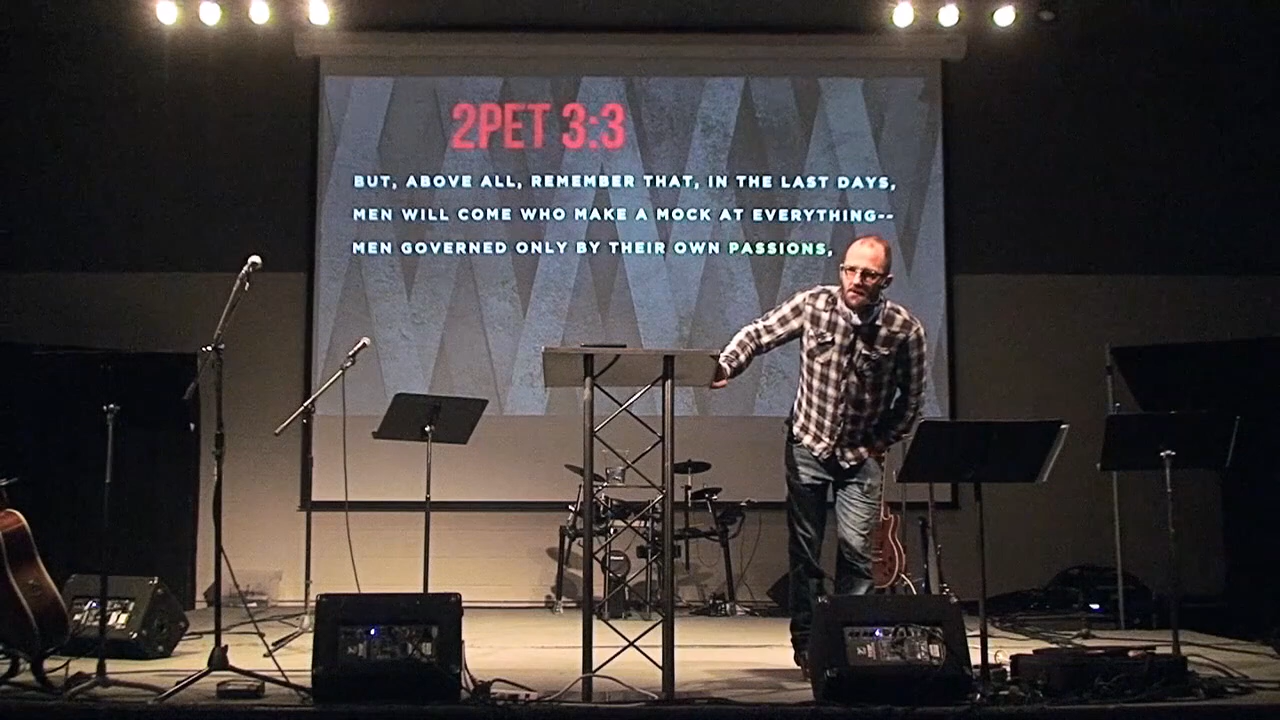 2PET 3:3
BUT, ABOVE ALL, REMEMBER THAT, IN THE LAST DAYS,
MEN WILL COME WHO MAKE A MOCK AT EVERYTHING--
MEN GOVERNED ONLY BY THEIR OWN PASSIONS,